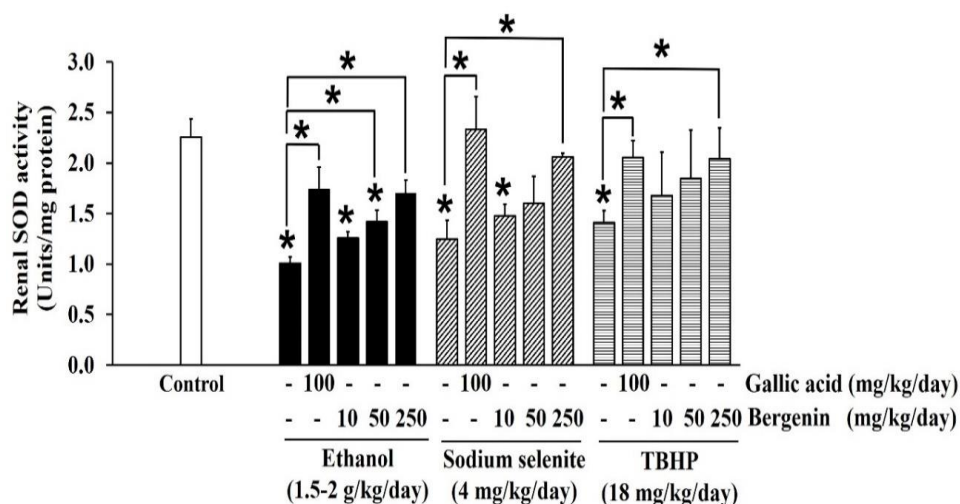 Renal SOD activity
(Units/mg protein)
3.0
2.5
2.0
1.5
1.0
0.5
0.0
* * * * * * * * * * * * * *
Control - 100 - - - - 100 - - - - 100 - - - Gallic acid (mg/kg/day)
- - 10 50 250 - - 10 50 250 - - 10 50 250 Bergenin (mg/kg/day)
Ethanol Sodium selenite TBHP
(1.5-2 g/kg/day) (4 mg/kg/day) (18 mg/kg/day)